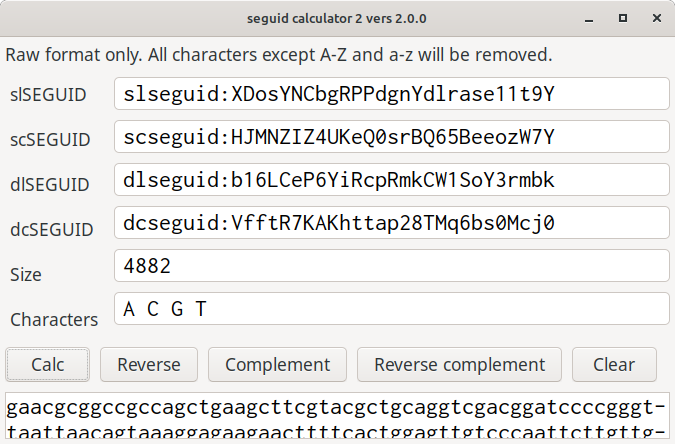 seguid calculator 2 vers 2.0.0
Raw format only. All characters except A-Z and a-z will be removed.
slSEGUID slseguid:XDosYNCbgRPPdgnYdlrase11t9Y
scSEGUID scseguid:HJMNZIZ4UKeQ0srBQ65BeeozW7Y
dlSEGUID dlseguid:b16LCeP6YiRcpRmkCW1SoY3rmbk
dcSEGUID dcseguid:VfftR7KAKhttap28TMq6bs0Mcj0
Size 4882
Characters A C G T
Calc Reverse Complement Reverse complement Clear
gaacgcggccgccagctgaagcttcgtacgctgcaggtcgacggatccccgggt-
taattaacagtaaaggagaagaacttttcactggagttgtcccaattcttgttg-